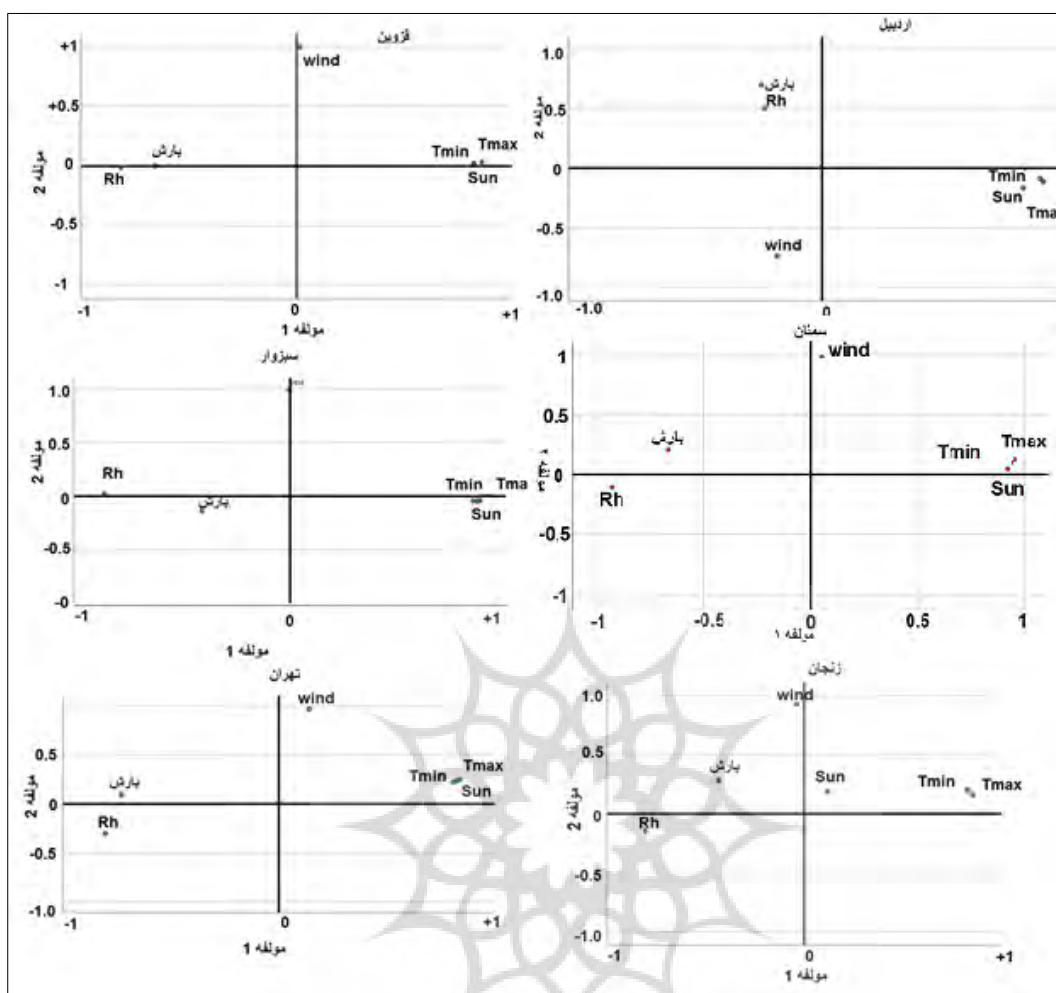 قزوین
+1
wind
+0.5
بارش
Tmin Tmax
0
Rh
Sun
مولفه 2
-0.5
-1
-1 0 +1
مولفه 1
اردبیل
1.0
بارش
0.5
Rh
مولفه 2
0
Tmin
Sun
Tma
-0.5
wind
-1.0
-1.0 0
سبزوار
1.0
0.5
Rh
مولفه 2
0
Tmin Tma
بارش
Sun
-0.5
-0
-1 0 +1
مولفه 1
سمنان
1
wind
0.5
بارش
Tmin Tmax
0
Rh
Sun
-0.5
-1
-1 -0.5 0 0.5 1
مولفه ۱
تهران
wind
0.5
بارش
Tmin Tmax
Sun
0
مولفه 2
Rh
-0.5
-1.0
-1 0 +1
مولفه 1
زنجان
1.0
wind
0.5
بارش
Sun
Tmin Tmax
0
مولفه 2
Rh
-0.5
-1.0
-1 0 +1
مولفه 1